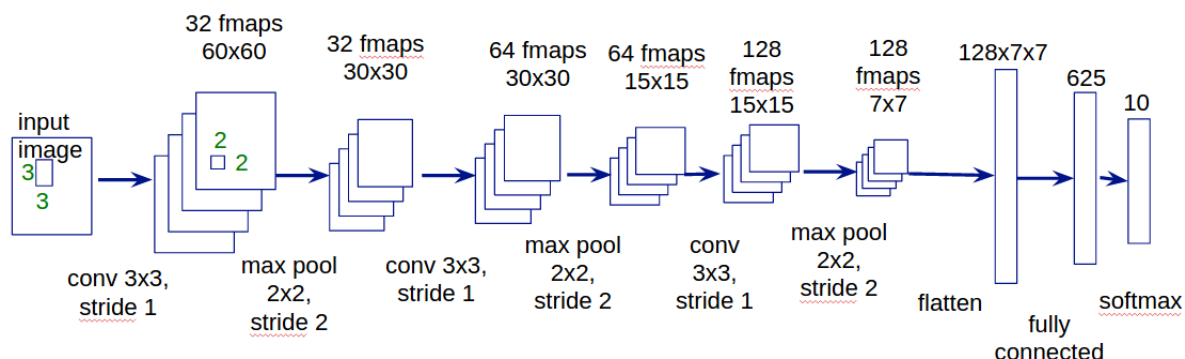 32 fmaps
60x60
32 fmaps
30x30
64 fmaps
30x30
64 fmaps
15x15
128
fmaps
15x15
128
fmaps
7x7
128x7x7
625
10
input
image
3
3
2
2
conv 3x3,
stride 1
max pool
2x2,
stride 2
conv 3x3,
stride 1
max pool
2x2,
stride 2
conv
3x3,
stride 1
max pool
2x2,
stride 2
flatten
fully
connected
softmax